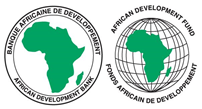 BANQUE AFRICAINE DE DEVELOPPEMENT
AFRICAN DEVELOPMENT BANK
AFRICAN DEVELOPMENT FUND
FONDS AFRICAIN DE DEVELOPPEMENT